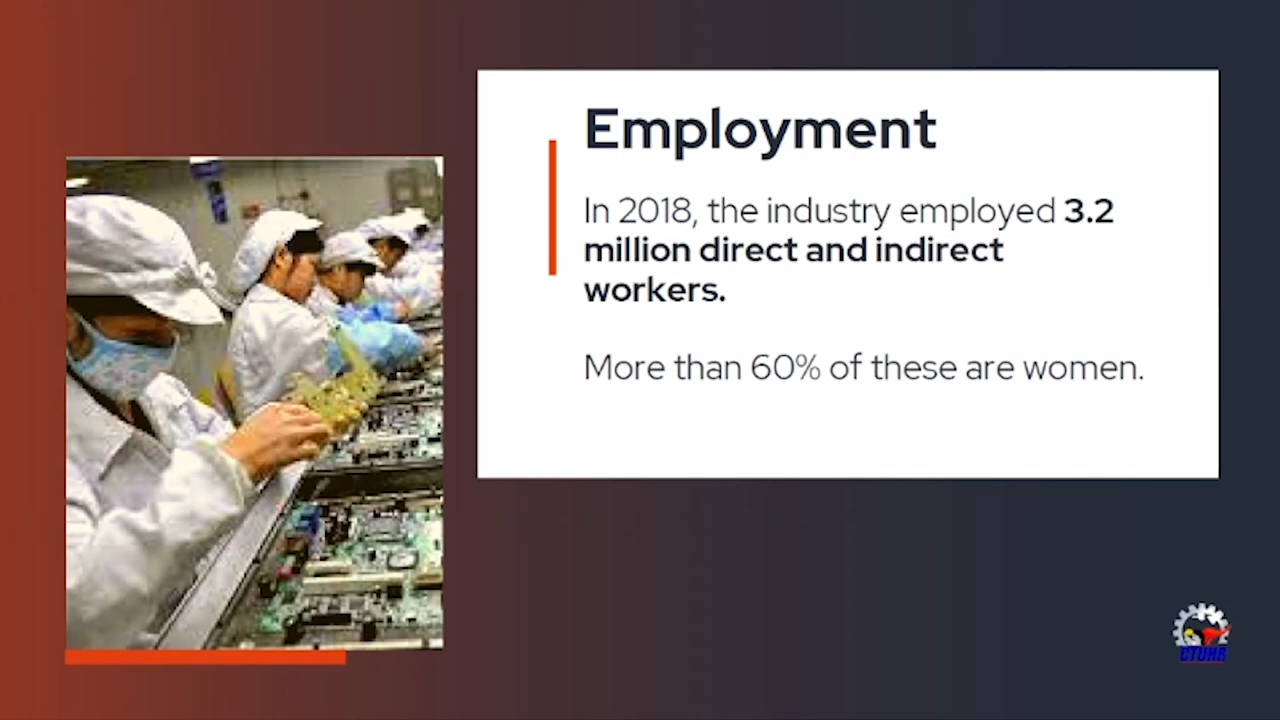 Employment
In 2018, the industry employed 3.2
million direct and indirect
workers.
More than 60% of these are women.
CTUHR